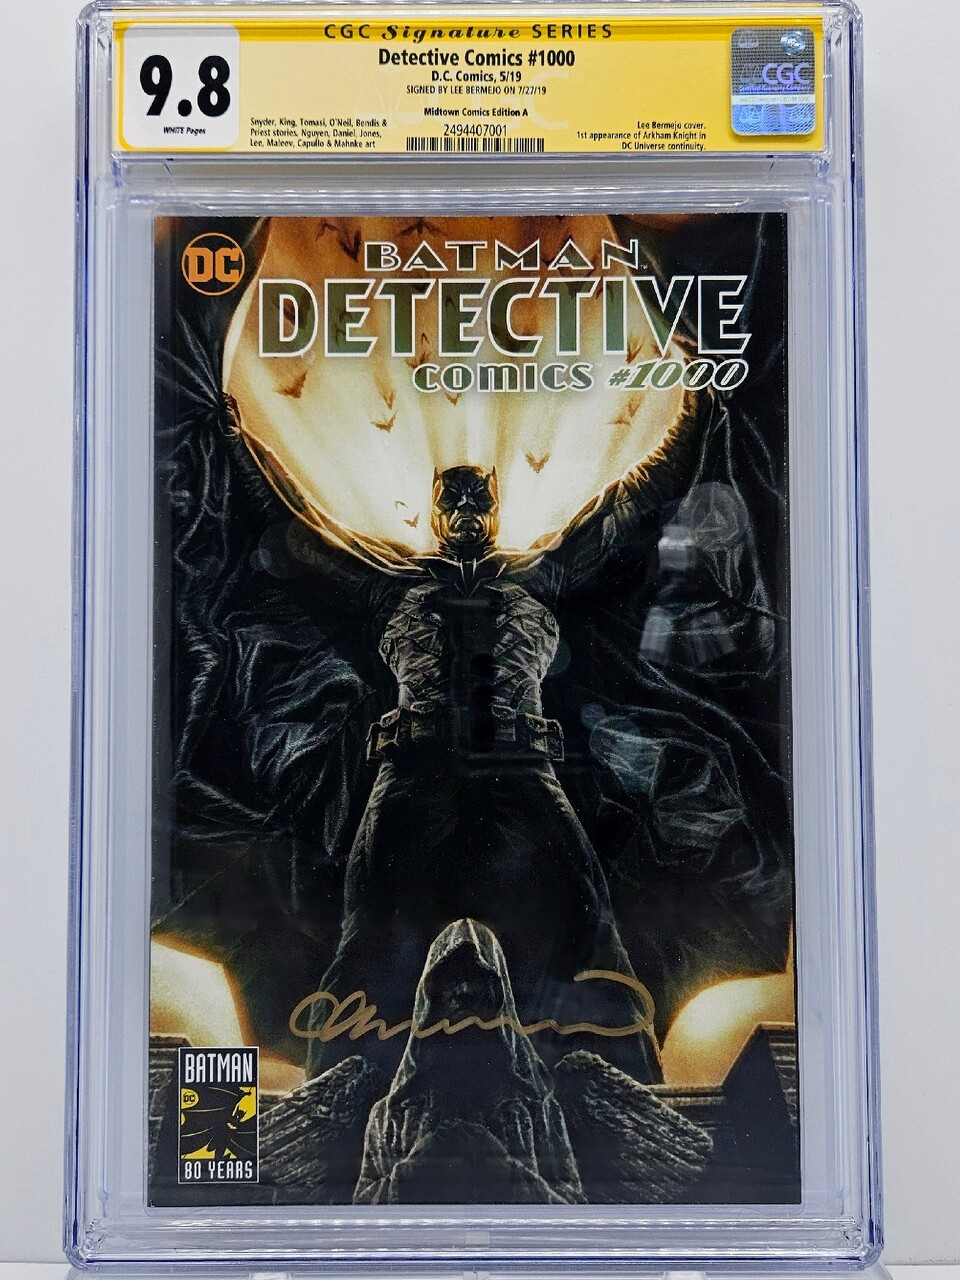 CGC Signature SERIES
9.8
WHITE Pages
Detective Comics #1000
D.C. Comics, 5/19
SIGNED BY LEE BERMEJO ON 7/27/19
Midtown Comics Edition A
2494407001
Snyder, King, Tomasi, O'Neil, Bendis &
Priest stories, Nguyen, Daniel, Jones,
Lee, Maleev, Capullo & Mahnke art
Lee Bermejo cover.
1st appearance of Arkham Knight in
DC Universe continuity.
CGC
DC
BATMAN
DETECTIVE
COMICS #1000
BATMAN
DC
80 YEARS